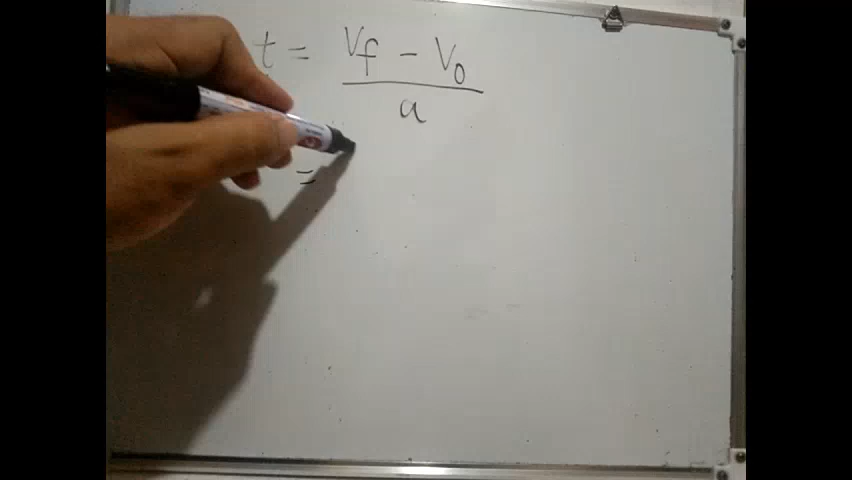 t = Vf - V0
a
=